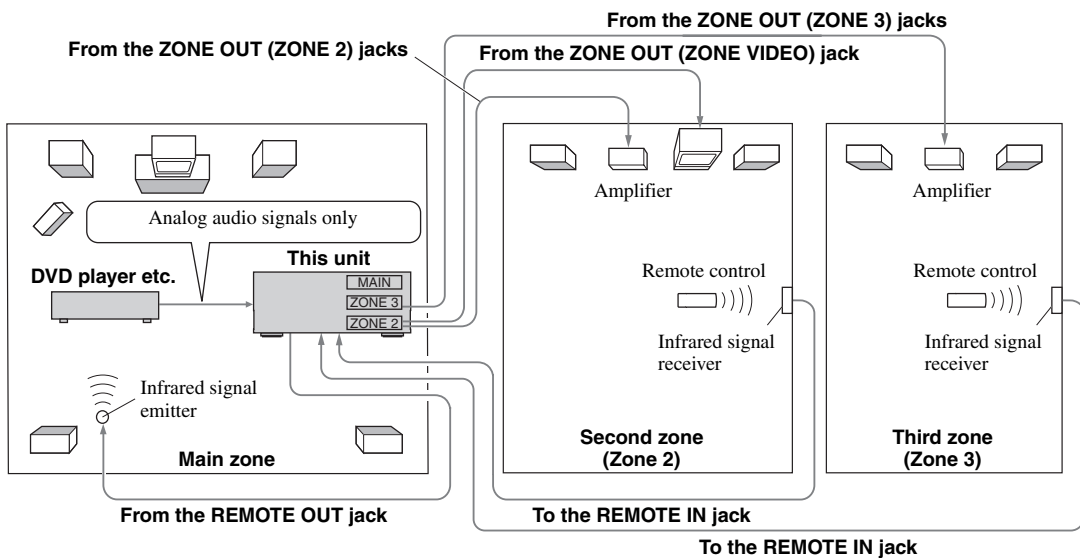 From the ZONE OUT (ZONE 3) jacks
From the ZONE OUT (ZONE 2) jacks
From the ZONE OUT (ZONE VIDEO) jack
Amplifier
Amplifier
Analog audio signals only
This unit
DVD player etc.
MAIN
ZONE 3
ZONE 2
Remote control
Remote control
Infrared signal
receiver
Infrared signal
receiver
Infrared signal
emitter
Main zone
Second zone
(Zone 2)
Third zone
(Zone 3)
From the REMOTE OUT jack
To the REMOTE IN jack
To the REMOTE IN jack